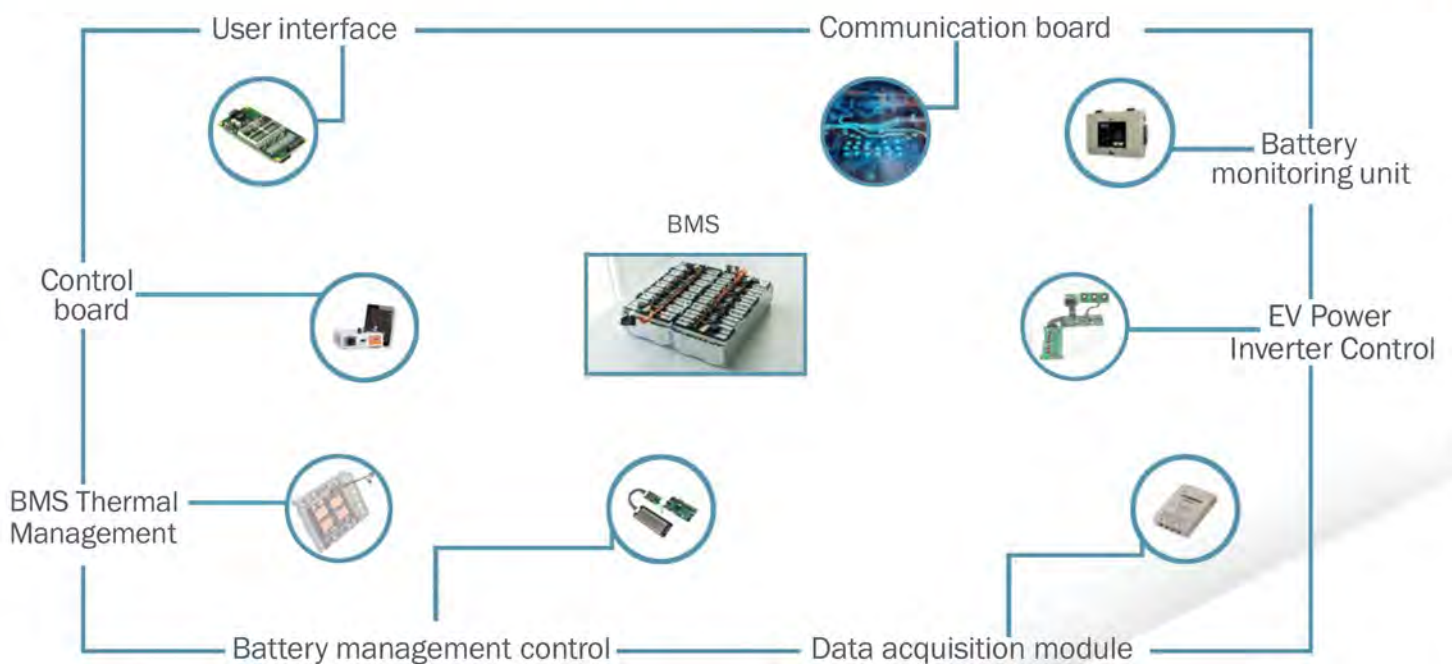 User interface
Communication board
Battery
monitoring unit
BMS
Control
board
EV Power
Inverter Control
BMS Thermal
Management
Battery management control
Data acquisition module